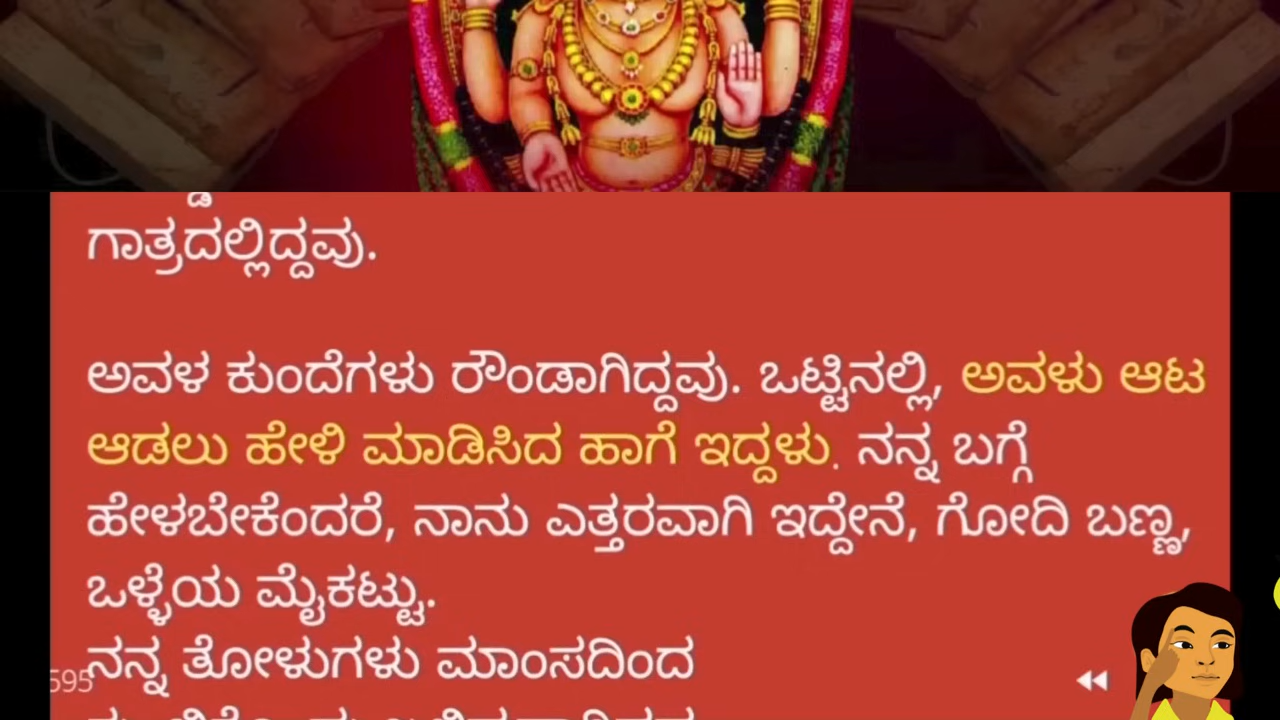 ಗಾತ್ರದಲ್ಲಿದ್ದವು.
ಅವಳ ಕುಂದೆಗಳು ರೌಂಡಾಗಿದ್ದವು. ಒಟ್ಟಿನಲ್ಲಿ, ಅವಳು ಆಟ
ಆಡಲು ಹೇಳಿ ಮಾಡಿಸಿದ ಹಾಗೆ ಇದ್ದಳು. ನನ್ನ ಬಗ್ಗೆ
ಹೇಳಬೇಕೆಂದರೆ, ನಾನು ಎತ್ತರವಾಗಿ ಇದ್ದೇನೆ, ಗೋದಿ ಬಣ್ಣ,
ಒಳ್ಳೆಯ ಮೈಕಟ್ಟು.
ನನ್ನ ತೋಳುಗಳು ಮಾಂಸದಿಂದ
595